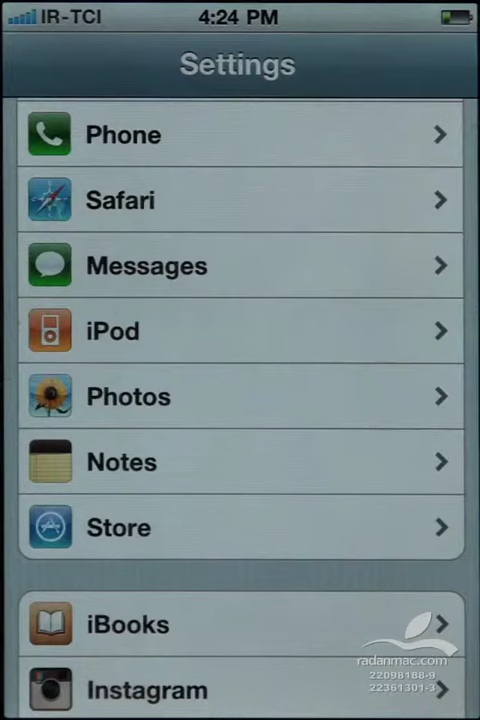 IR-TCI 4:24 PM
Settings
Phone
Safari
Messages
iPod
Photos
Notes
Store
iBooks
Instagram
radanmac.com
22098188-9
22361301-3